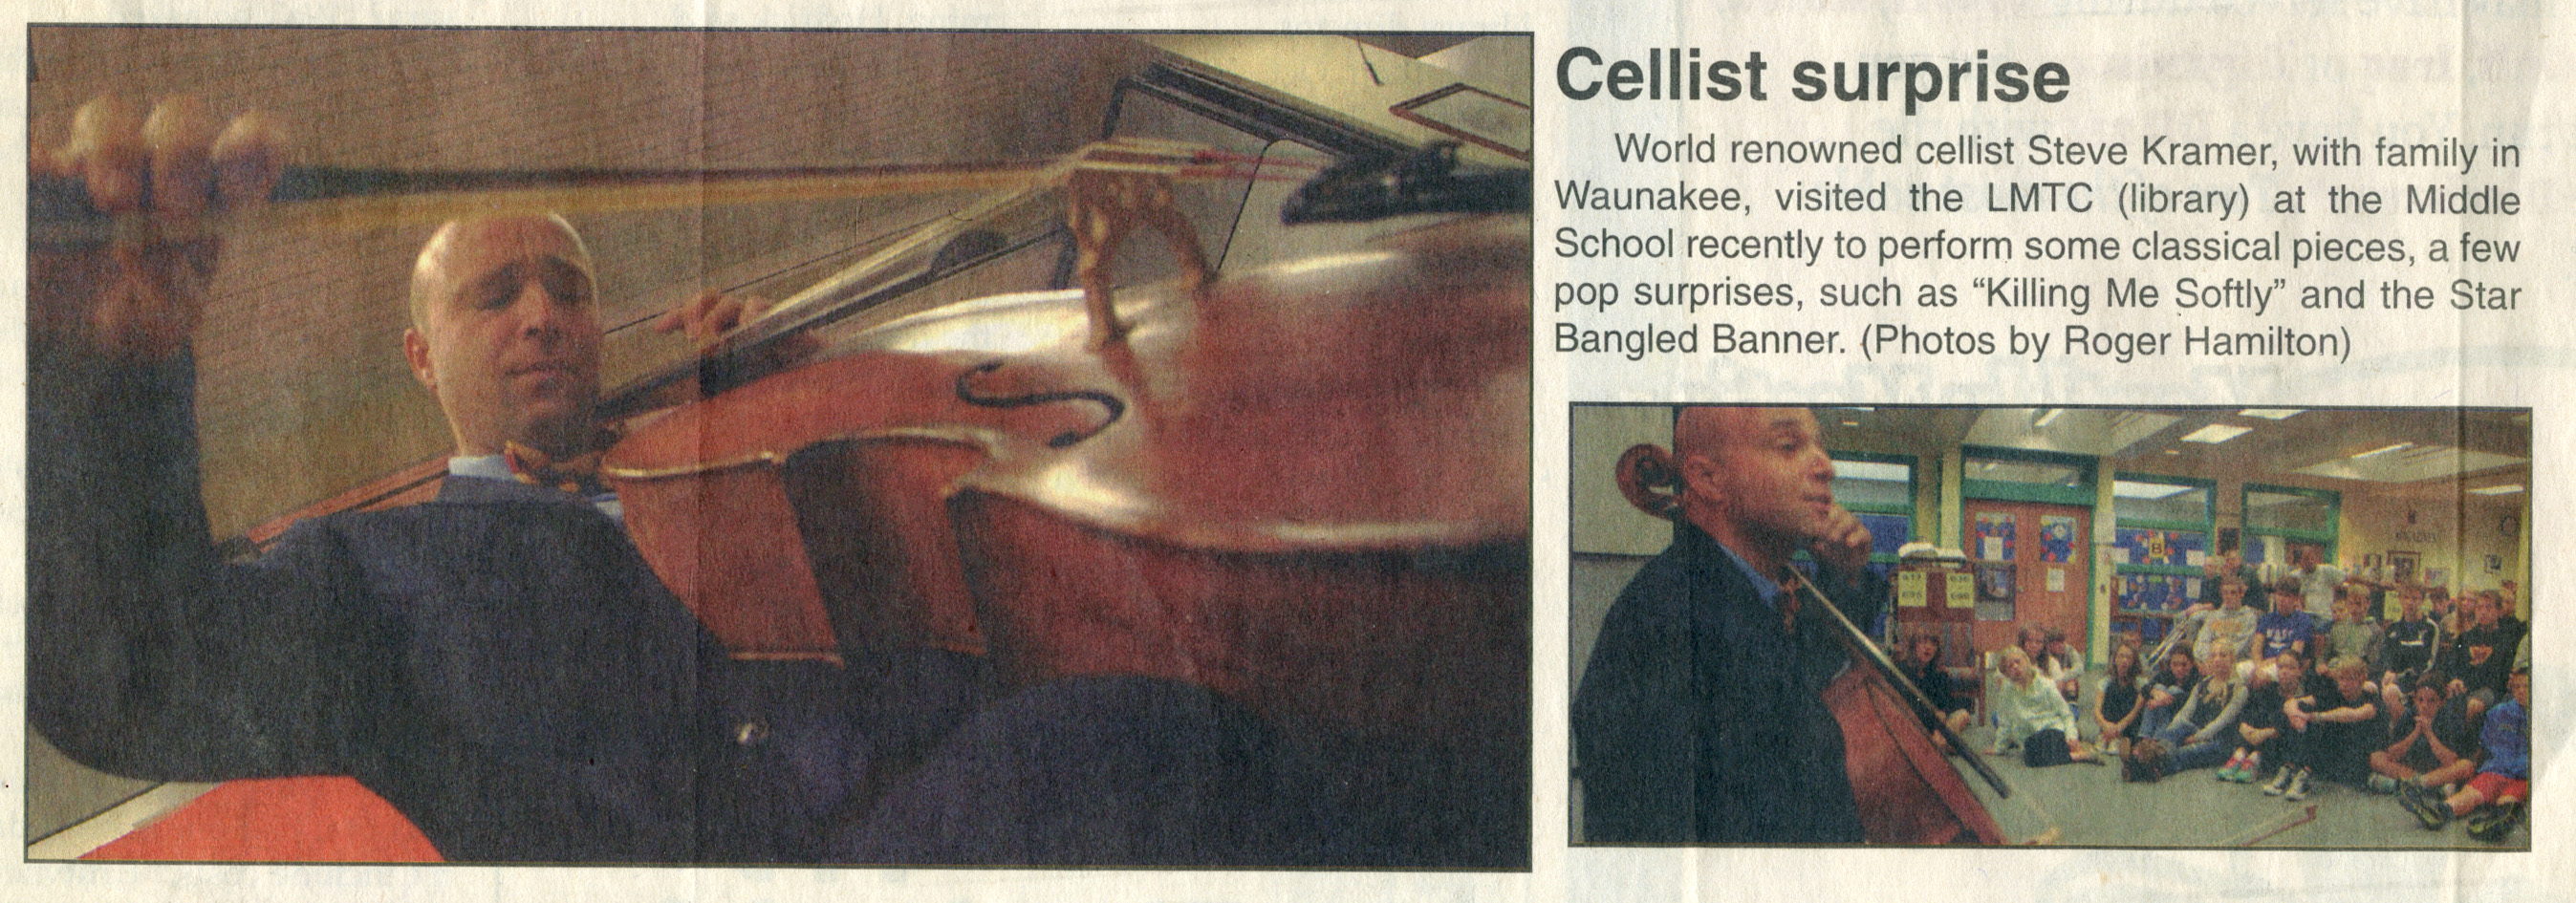 Cellist surprise
World renowned cellist Steve Kramer, with family in
Waunakee, visited the LMTC (library) at the Middle
School recently to perform some classical pieces, a few
pop surprises, such as “Killing Me Softly” and the Star
Bangled Banner. (Photos by Roger Hamilton)
B